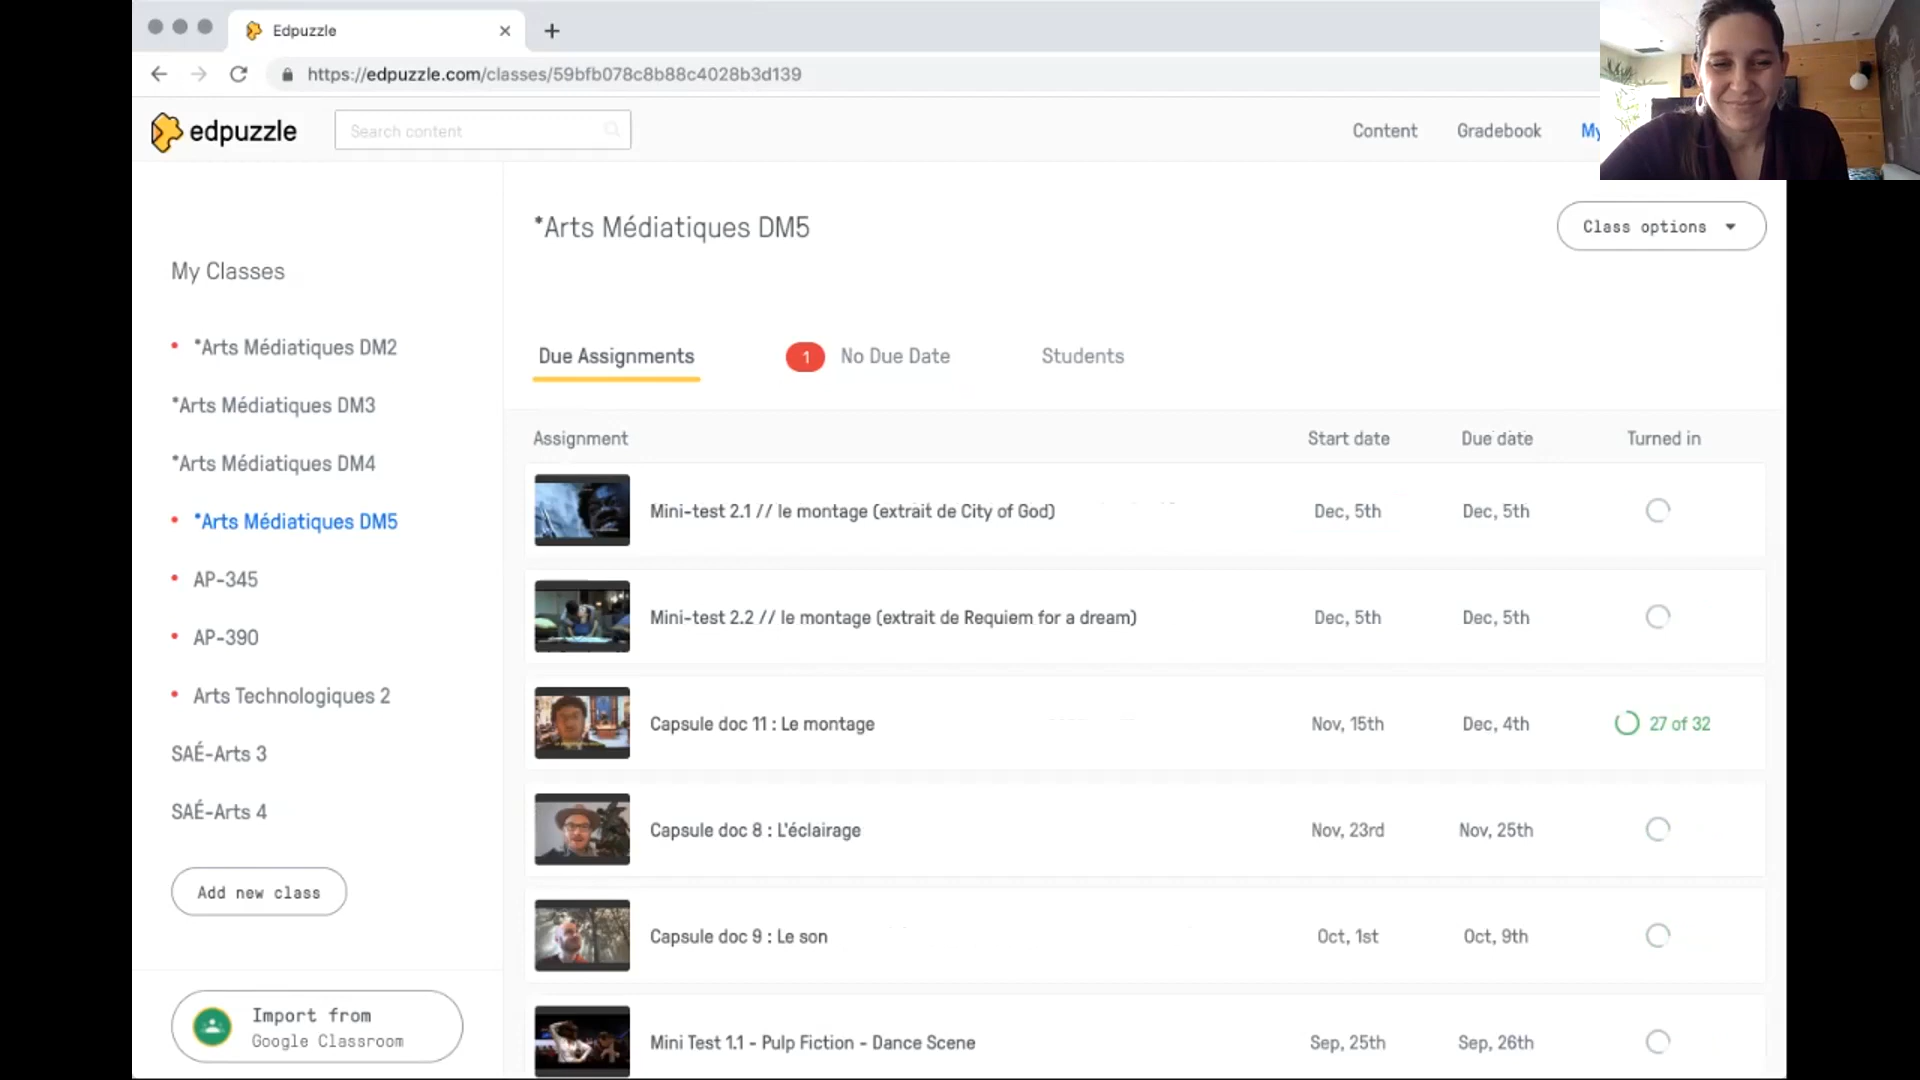 Edpuzzle
https://edpuzzle.com/classes/59bfb078c8b88c4028b3d139
edpuzzle
Search content
Content
Gradebook
My
*Arts Médiatiques DM5
Class options
My Classes
*Arts Médiatiques DM2
*Arts Médiatiques DM3
*Arts Médiatiques DM4
*Arts Médiatiques DM5
AP-345
AP-390
Arts Technologiques 2
SAÉ-Arts 3
SAÉ-Arts 4
Add new class
Import from
Google Classroom
Due Assignments
1 No Due Date
Students
Assignment Start date Due date Turned in
Mini-test 2.1 // le montage (extrait de City of God) Dec, 5th Dec, 5th
Mini-test 2.2 // le montage (extrait de Requiem for a dream) Dec, 5th Dec, 5th
Capsule doc 11 : Le montage Nov, 15th Dec, 4th 27 of 32
Capsule doc 8 : L'éclairage Nov, 23rd Nov, 25th
Capsule doc 9 : Le son Oct, 1st Oct, 9th
Mini Test 1.1 - Pulp Fiction - Dance Scene Sep, 25th Sep, 26th